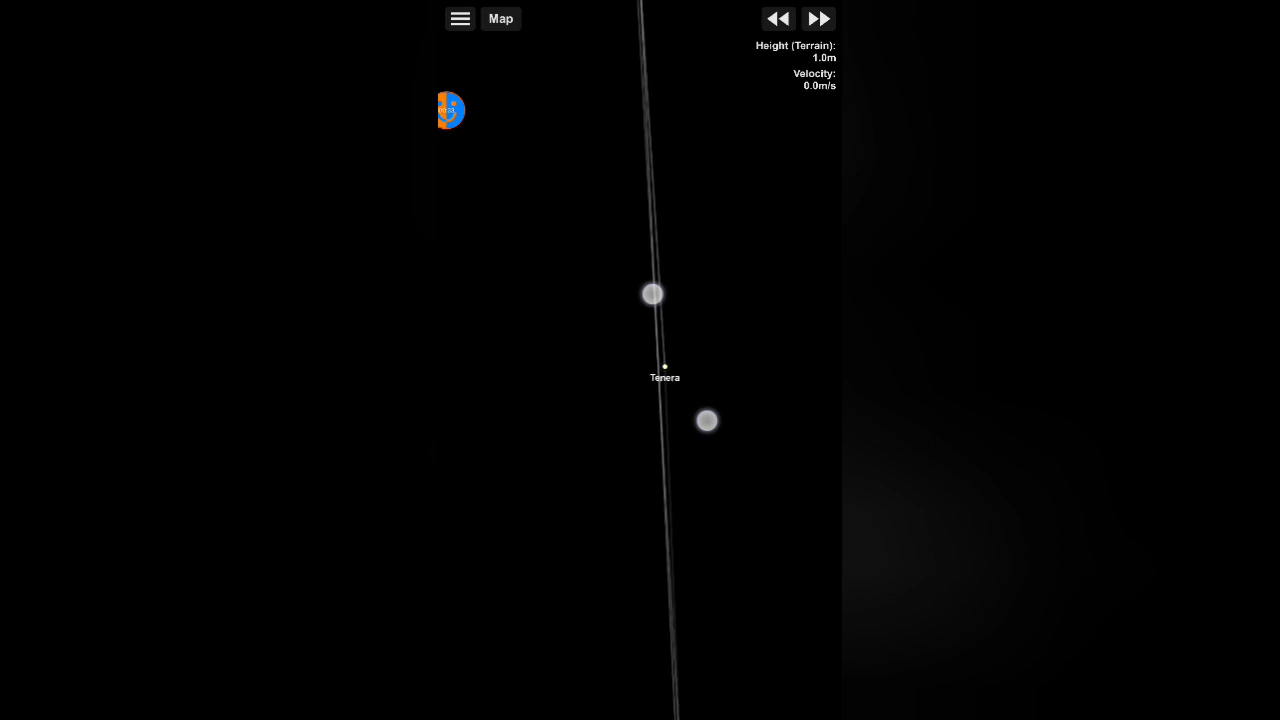 Map
Height (Terrain):
1.0m
Velocity:
0.0m/s
Tenera